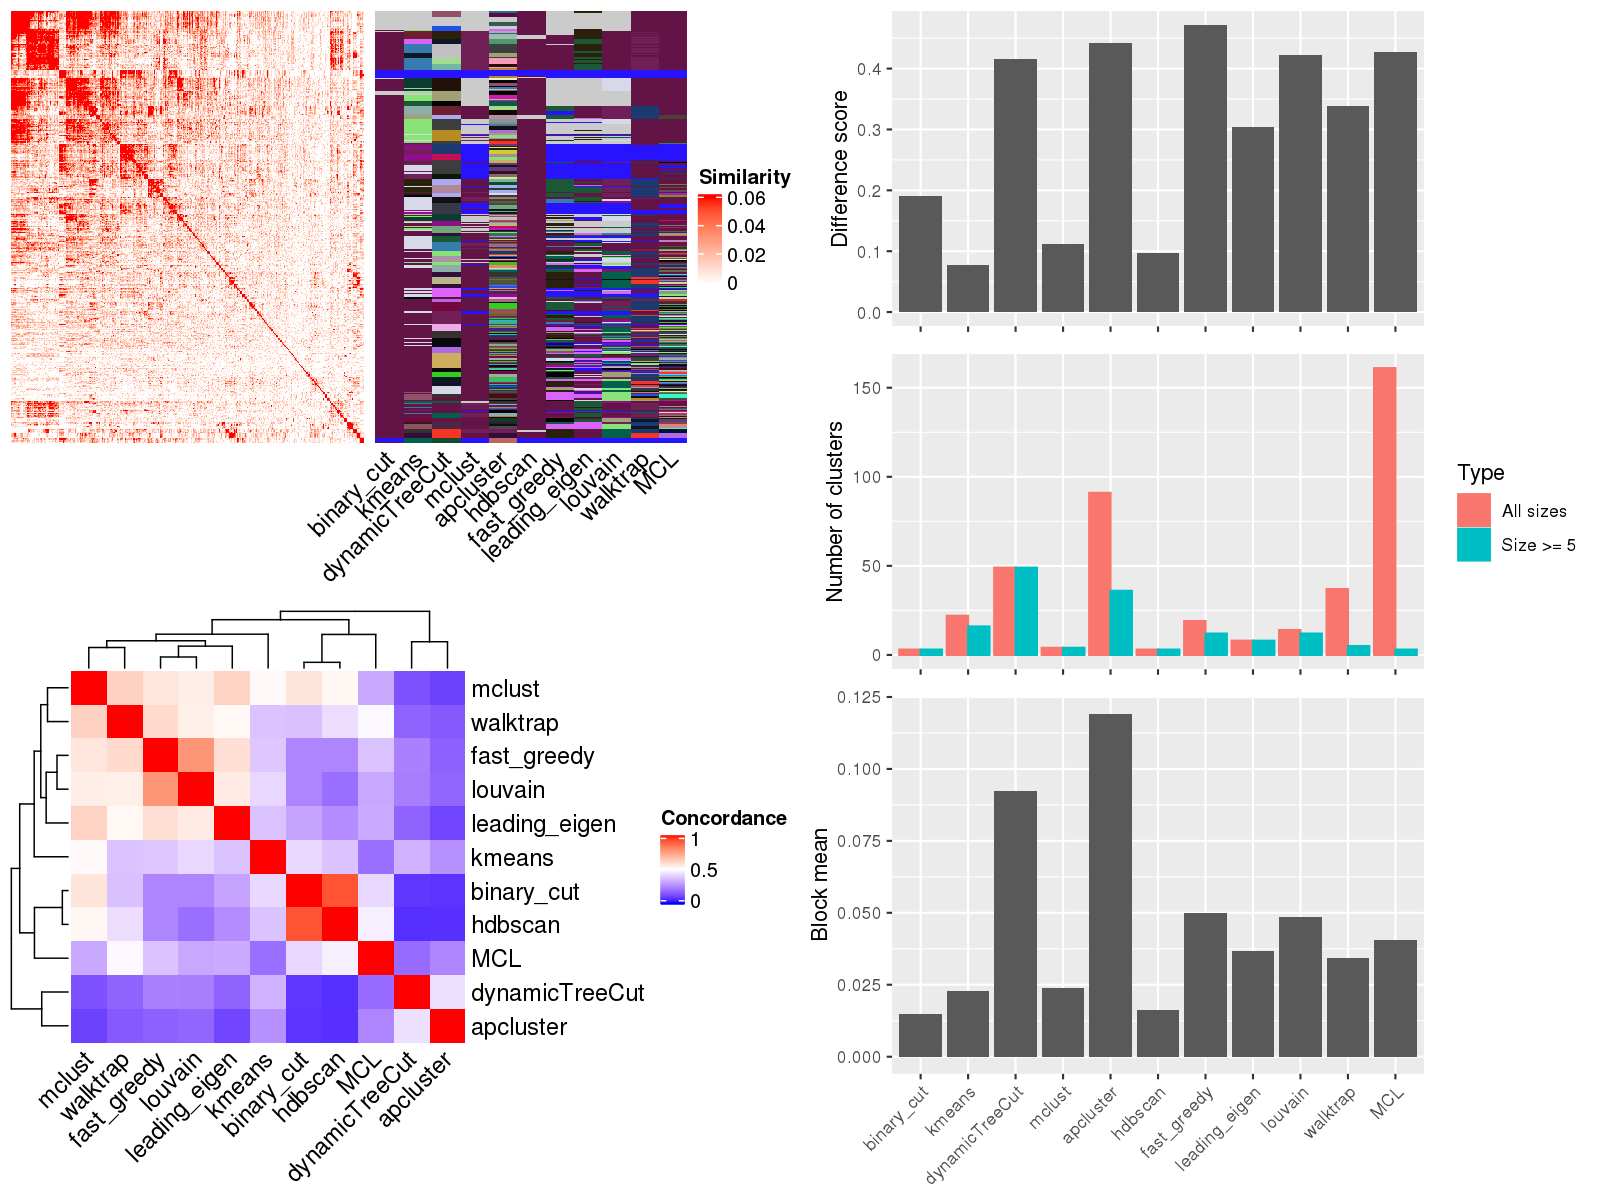 Similarity
0.06
0.04
0.02
0
binary_cut
kmeans
dynamicTreeCut
mclust
apcluster
hdbscan
fast_greedy
leading_eigen
louvain
walktrap
MCL
mclust
walktrap
fast_greedy
louvain
leading_eigen
kmeans
binary_cut
hdbscan
MCL
dynamicTreeCut
apcluster
Concordance
1
0.5
0
mclust
walktrap
fast_greedy
louvain
leading_eigen
kmeans
binary_cut
hdbscan
MCL
dynamicTreeCut
apcluster
Difference score
0.4
0.3
0.2
0.1
0.0
Number of clusters
150
100
50
0
Type
All sizes
Size >= 5
Block mean
0.125
0.100
0.075
0.050
0.025
0.000
binary_cut
kmeans
dynamicTreeCut
mclust
apcluster
hdbscan
fast_greedy
leading_eigen
louvain
walktrap
MCL